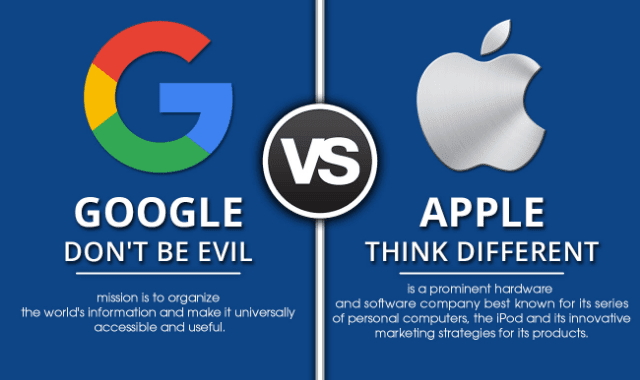 GOOGLE
DON'T BE EVIL
mission is to organize
the world's information and make it universally
accessible and useful.
VS
APPLE
THINK DIFFERENT
is a prominent hardware
and software company best known for its series
of personal computers, the iPod and its innovative
marketing strategies for its products.